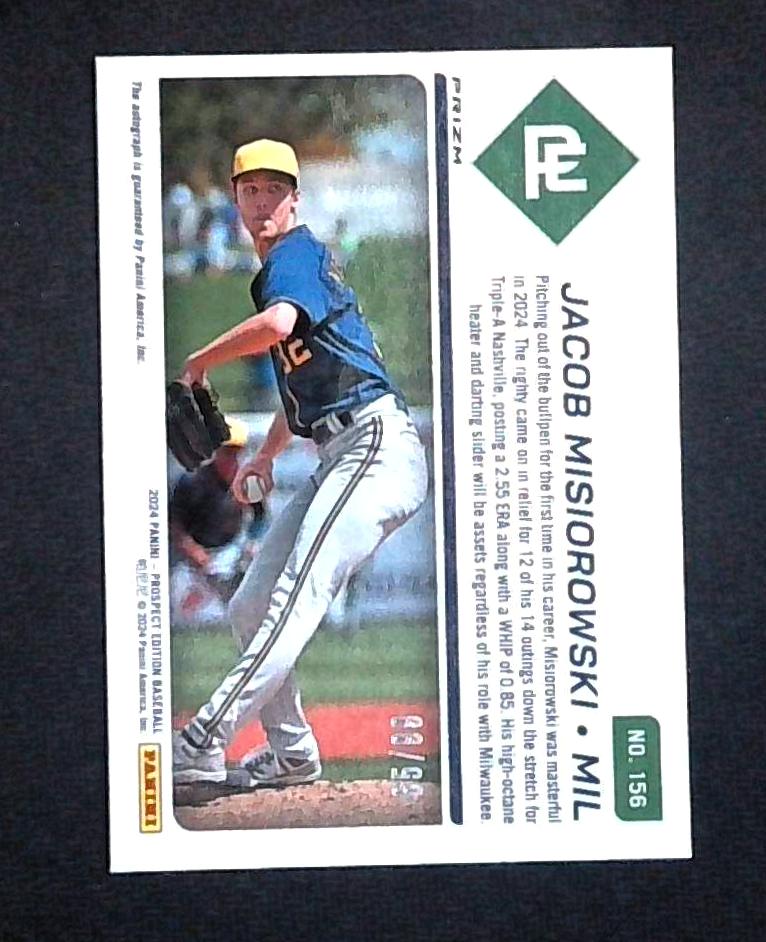 NO. 156
JACOB MISIOROWSKI • MIL
Pitching out of the bullpen for the first time in his career, Misiorowski was masterful
in 2024. The righty came on in relief for 12 of his 14 outings down the stretch for
Triple-A Nashville, posting a 2.55 ERA along with a WHIP of 0.85. His high-octane
heater and darting slider will be assets regardless of his role with Milwaukee.
PRIZM
The autograph is guaranteed by Panini America, Inc.
2024 PANINI – PROSPECT EDITION BASEBALL
© 2024 Panini America, Inc.
PANINI